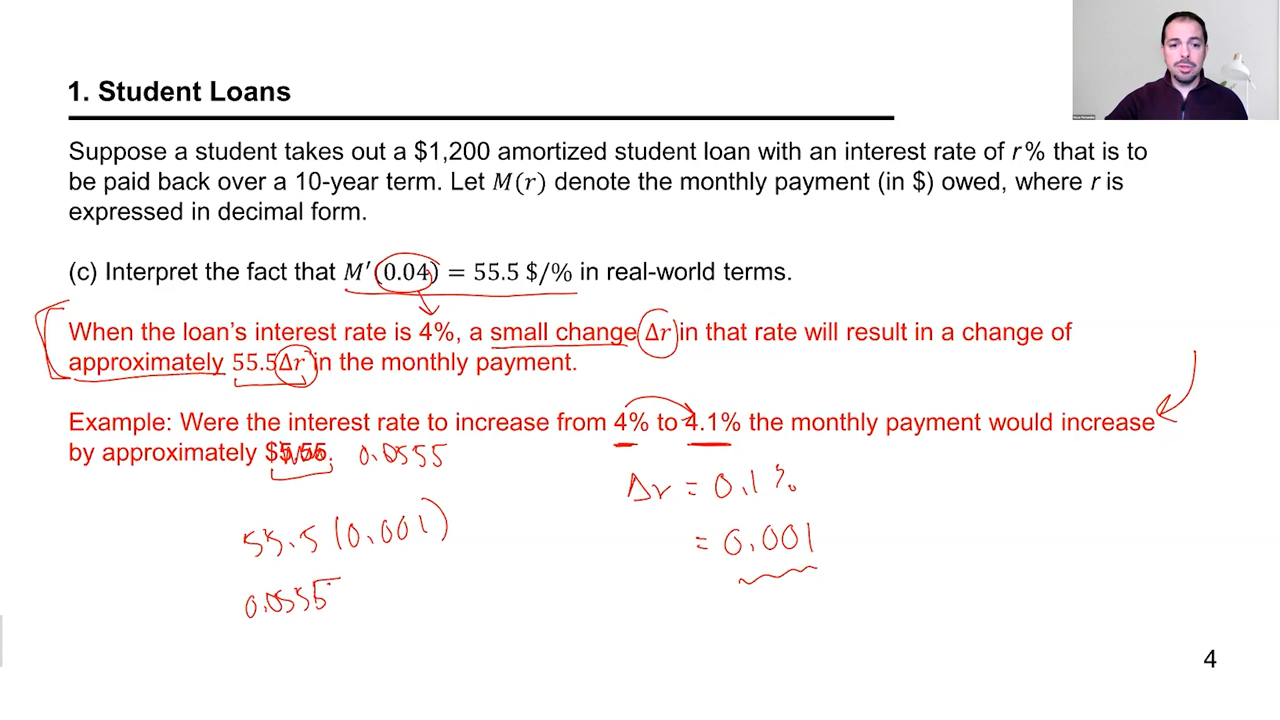 1. Student Loans
Suppose a student takes out a $1,200 amortized student loan with an interest rate of r% that is to
be paid back over a 10-year term. Let M(r) denote the monthly payment (in $) owed, where r is
expressed in decimal form.
(c) Interpret the fact that M′(0.04) = 55.5 $/% in real-world terms.
When the loan's interest rate is 4%, a small change Δr in that rate will result in a change of
approximately 55.5Δr in the monthly payment.
Example: Were the interest rate to increase from 4% to 4.1% the monthly payment would increase
by approximately $5.55. 0.0555
Δr = 0.1%
= 0.001
55.5 (0.001)
0.0555
4